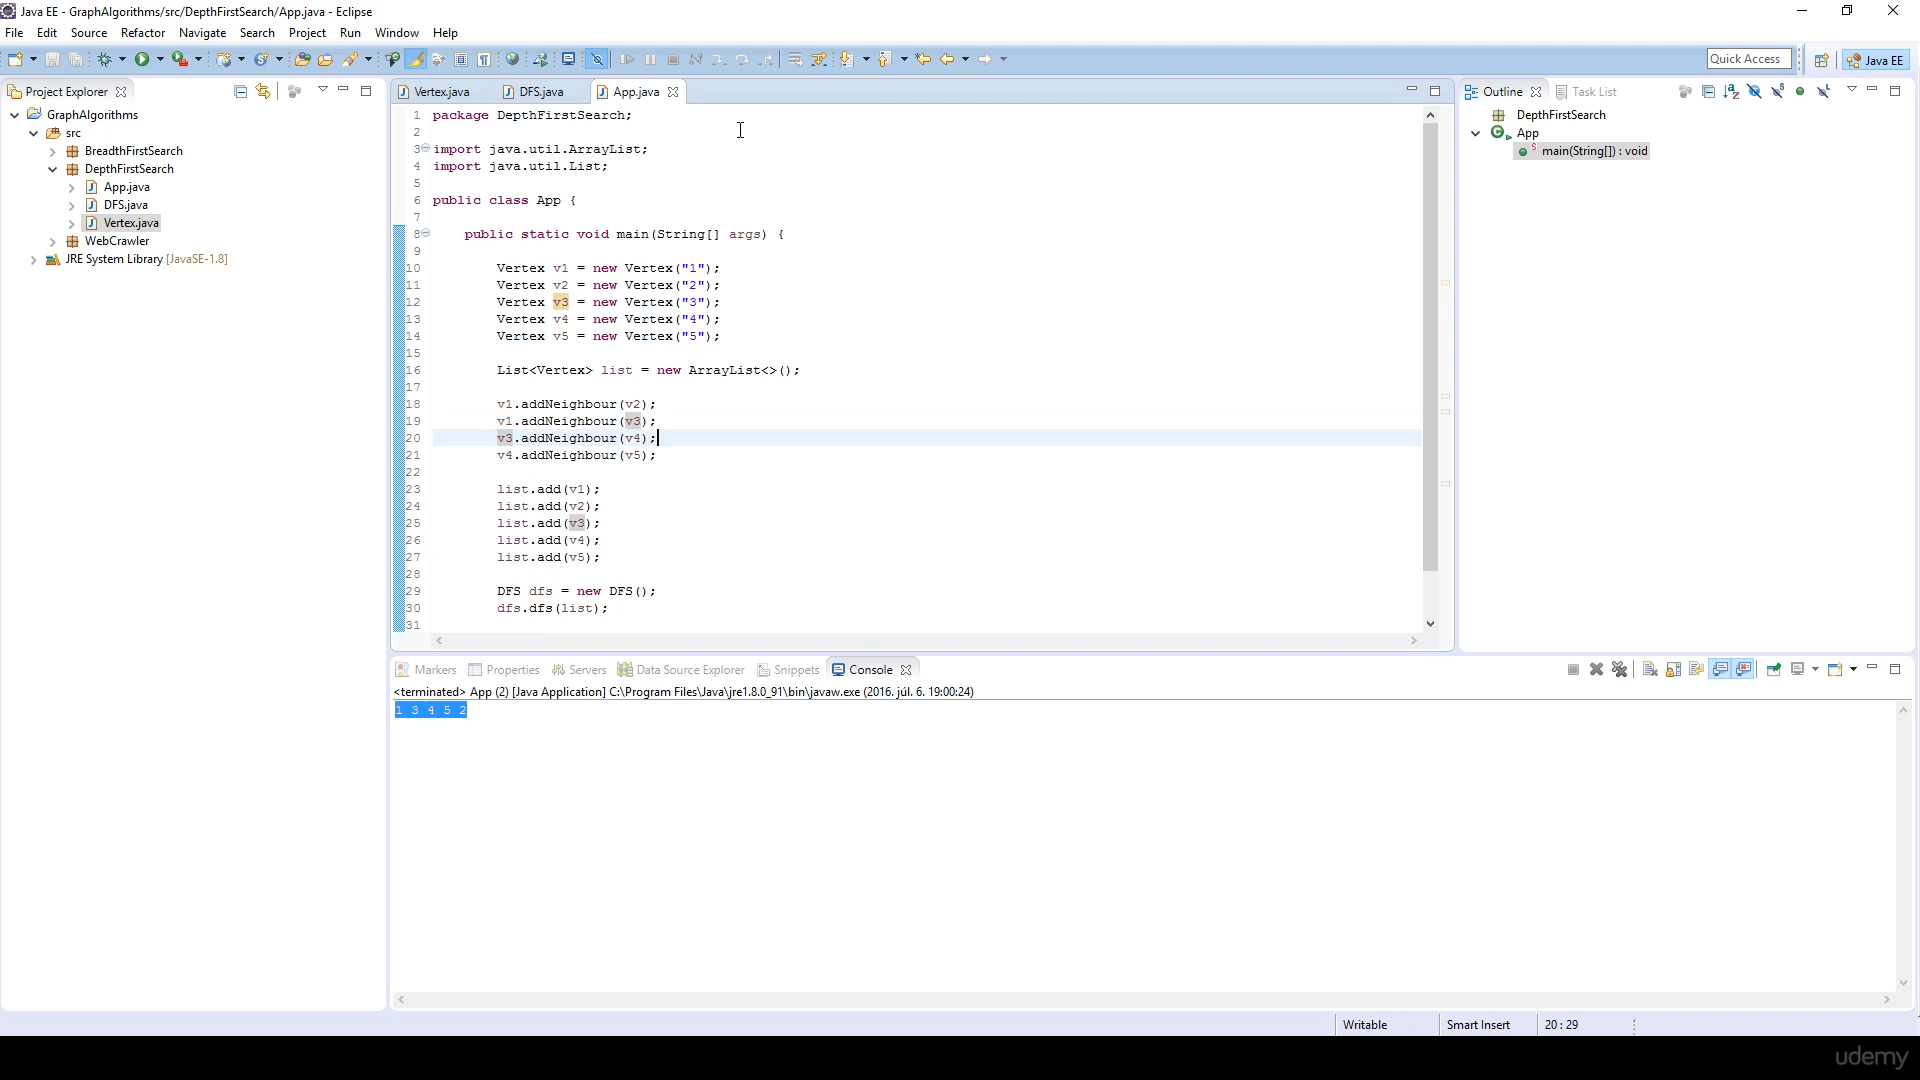 Java EE - GraphAlgorithms/src/DepthFirstSearch/App.java - Eclipse
File Edit Source Refactor Navigate Search Project Run Window Help
Quick Access
Java EE
Project Explorer
GraphAlgorithms
src
BreadthFirstSearch
DepthFirstSearch
App.java
DFS.java
Vertex.java
WebCrawler
JRE System Library [JavaSE-1.8]
Vertex.java DFS.java App.java
1 package DepthFirstSearch;
2
3 import java.util.ArrayList;
4 import java.util.List;
5
6 public class App {
7
8 public static void main(String[] args) {
9
10 Vertex v1 = new Vertex("1");
11 Vertex v2 = new Vertex("2");
12 Vertex v3 = new Vertex("3");
13 Vertex v4 = new Vertex("4");
14 Vertex v5 = new Vertex("5");
15
16 List<Vertex> list = new ArrayList<>();
17
18 v1.addNeighbour(v2);
19 v1.addNeighbour(v3);
20 v3.addNeighbour(v4);
21 v4.addNeighbour(v5);
22
23 list.add(v1);
24 list.add(v2);
25 list.add(v3);
26 list.add(v4);
27 list.add(v5);
28
29 DFS dfs = new DFS();
30 dfs.dfs(list);
31
Outline Task List
DepthFirstSearch
App
main(String[]) : void
Markers Properties Servers Data Source Explorer Snippets Console
<terminated> App (2) [Java Application] C:\Program Files\Java\jre1.8.0_91\bin\javaw.exe (2016. júl. 6. 19:00:24)
1 3 4 5 2
Writable Smart Insert 20 : 29
udemy